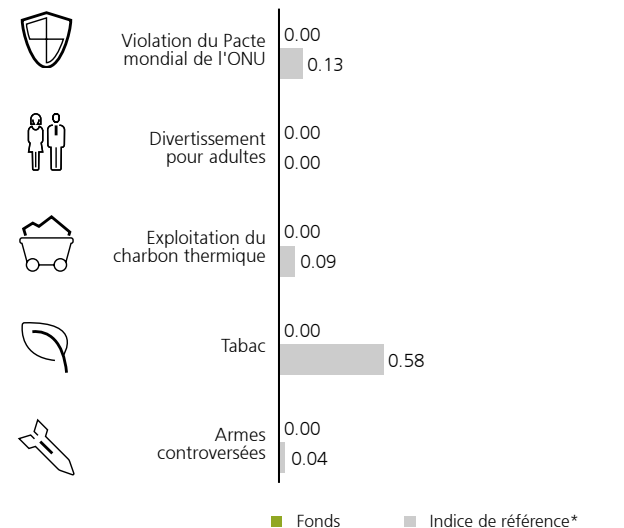 Violation du Pacte
mondial de l'ONU
0.00
0.13
Divertissement
pour adultes
0.00
0.00
Exploitation du
charbon thermique
0.00
0.09
Tabac
0.00
0.58
Armes
controversées
0.00
0.04
Fonds
Indice de référence*